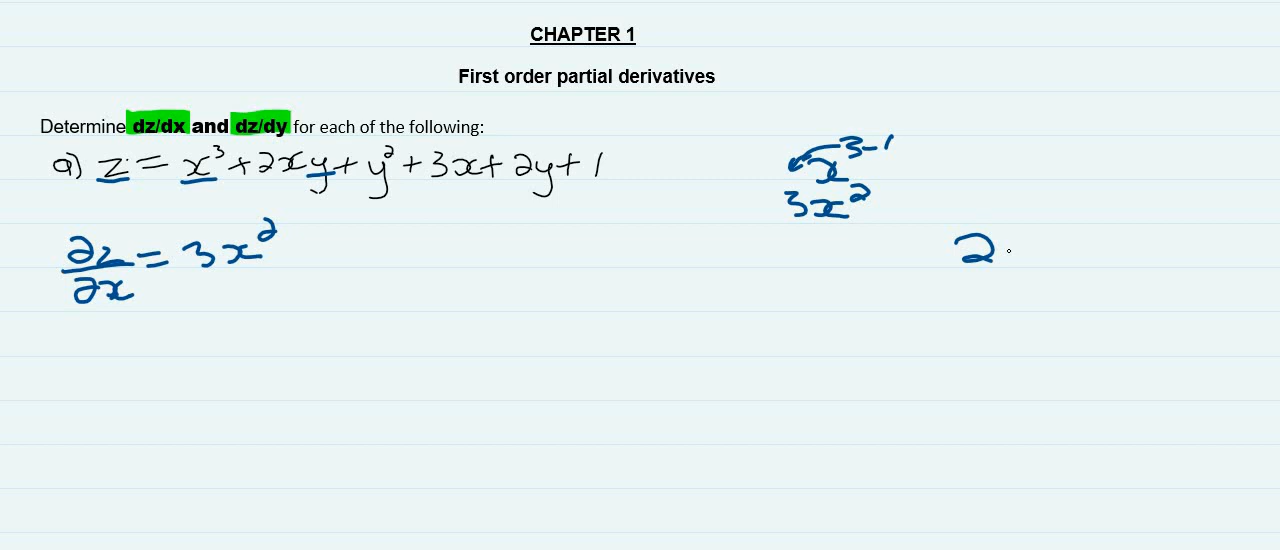 CHAPTER 1
First order partial derivatives
Determine dz/dx and dz/dy for each of the following:
a) z = x³ + 2xy + y² + 3x + 2y + 1
x³⁻¹
3x²
∂z/∂x = 3x²
2